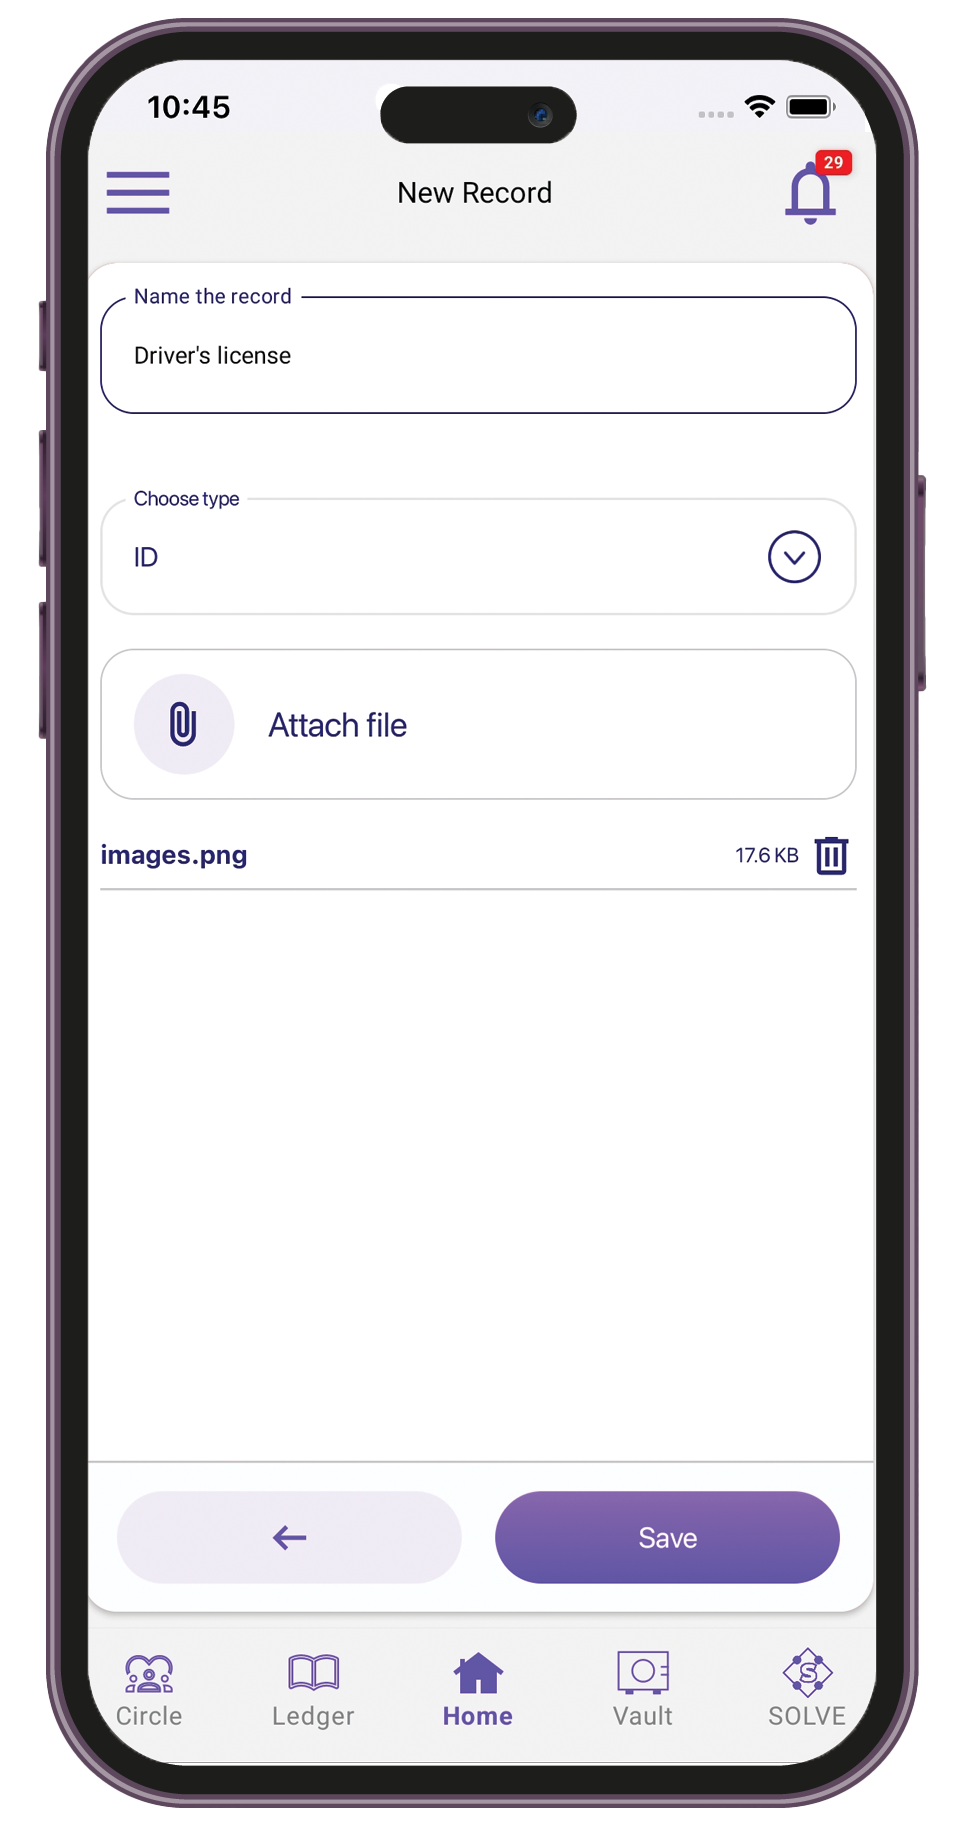 10:45
29
New Record
Name the record
Driver's license
Choose type
ID
Attach file
images.png 17.6 KB
Save
Circle Ledger Home Vault SOLVE